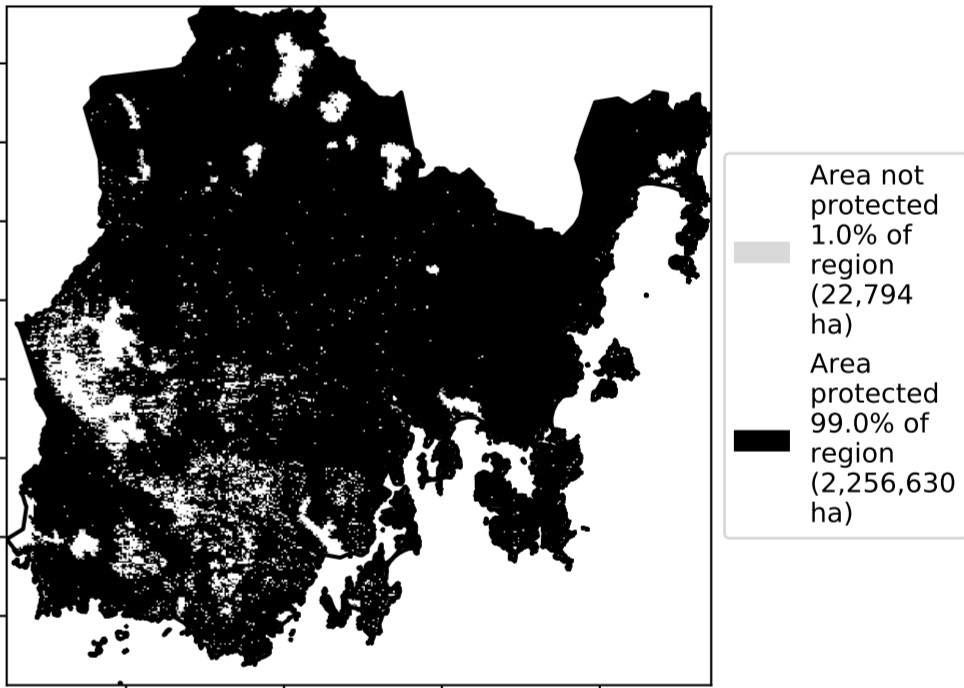 Area not
protected
1.0% of
region
(22,794
ha)
Area
protected
99.0% of
region
(2,256,630
ha)